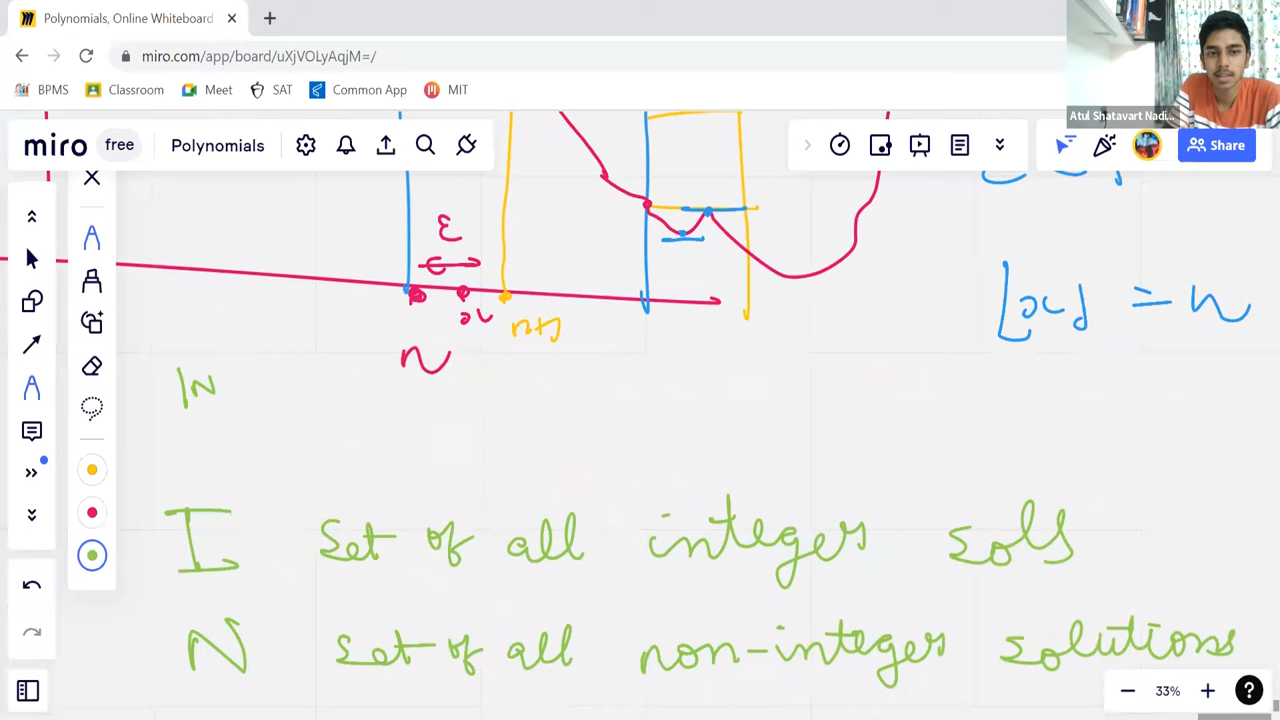 Polynomials, Online Whiteboard
miro.com/app/board/uXjVOLyAqjM=/
BPMS Classroom Meet SAT Common App MIT
Atul Shatavart Nadi...
miro free Polynomials
Share
ε
n
x
n+1
⌊x⌋ = n
IN
I Set of all integers sols
N Set of all non-integer solutions
33%